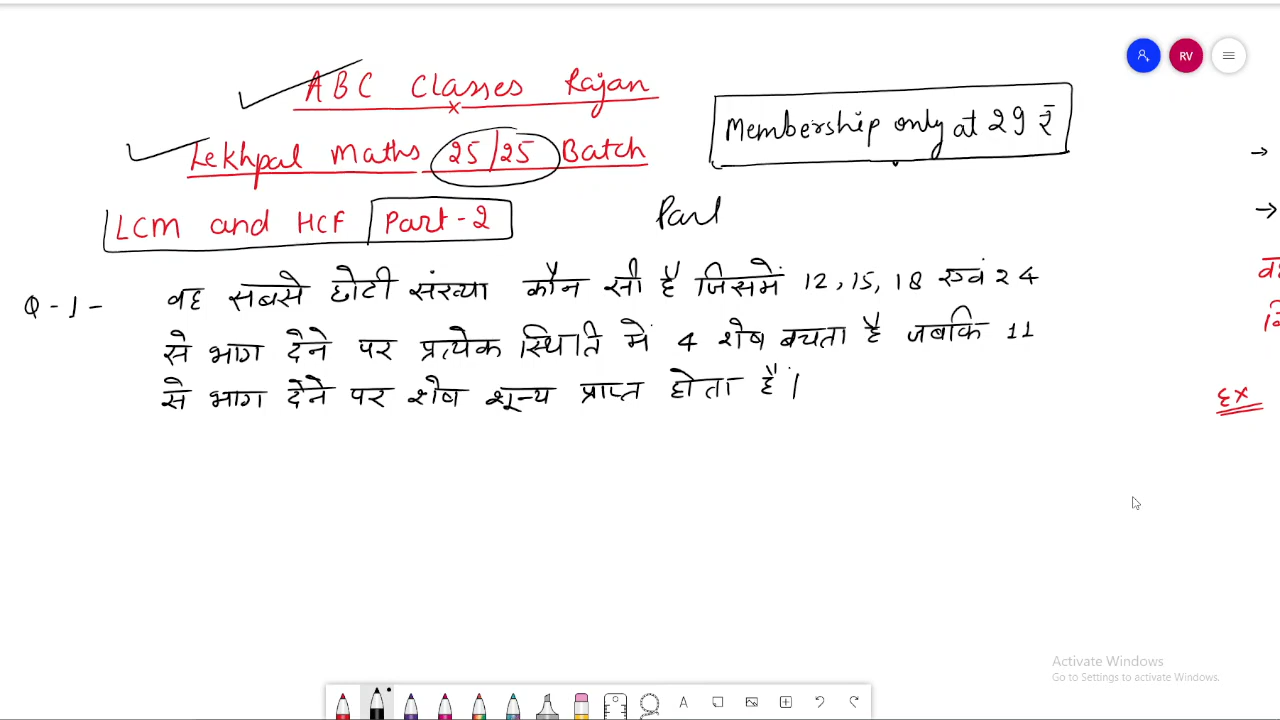 ABC Classes Rajan
Membership only at 29 ₹
Lekhpal Maths 25/25 Batch
LCM and HCF Part-2
Part
Q-1- वह सबसे छोटी संख्या कौन सी है जिसमें 12, 15, 18 एवं 24
से भाग देने पर प्रत्येक स्थिति में 4 शेष बचता है जबकि 11
से भाग देने पर शेष शून्य प्राप्त होता है।
Ex
RV
A
Activate Windows
Go to Settings to activate Windows.